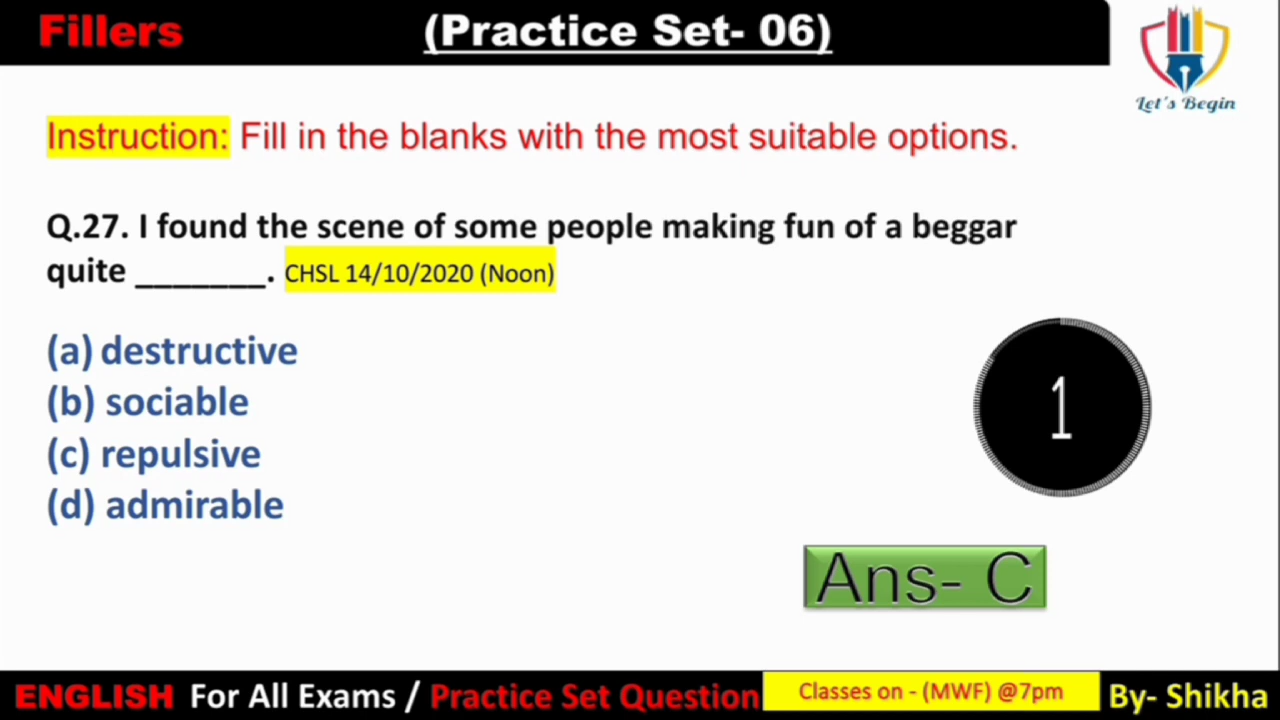 Fillers
(Practice Set- 06)
Let's Begin
Instruction: Fill in the blanks with the most suitable options.
Q.27. I found the scene of some people making fun of a beggar
quite _______. CHSL 14/10/2020 (Noon)
(a) destructive
(b) sociable
(c) repulsive
(d) admirable
1
Ans- C
ENGLISH For All Exams / Practice Set Question Classes on - (MWF) @7pm By- Shikha